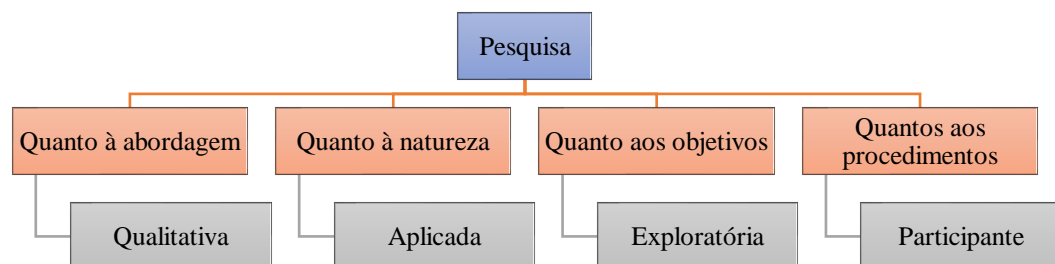 Pesquisa
Quanto à abordagem
Qualitativa
Quanto à natureza
Aplicada
Quanto aos objetivos
Exploratória
Quantos aos
procedimentos
Participante